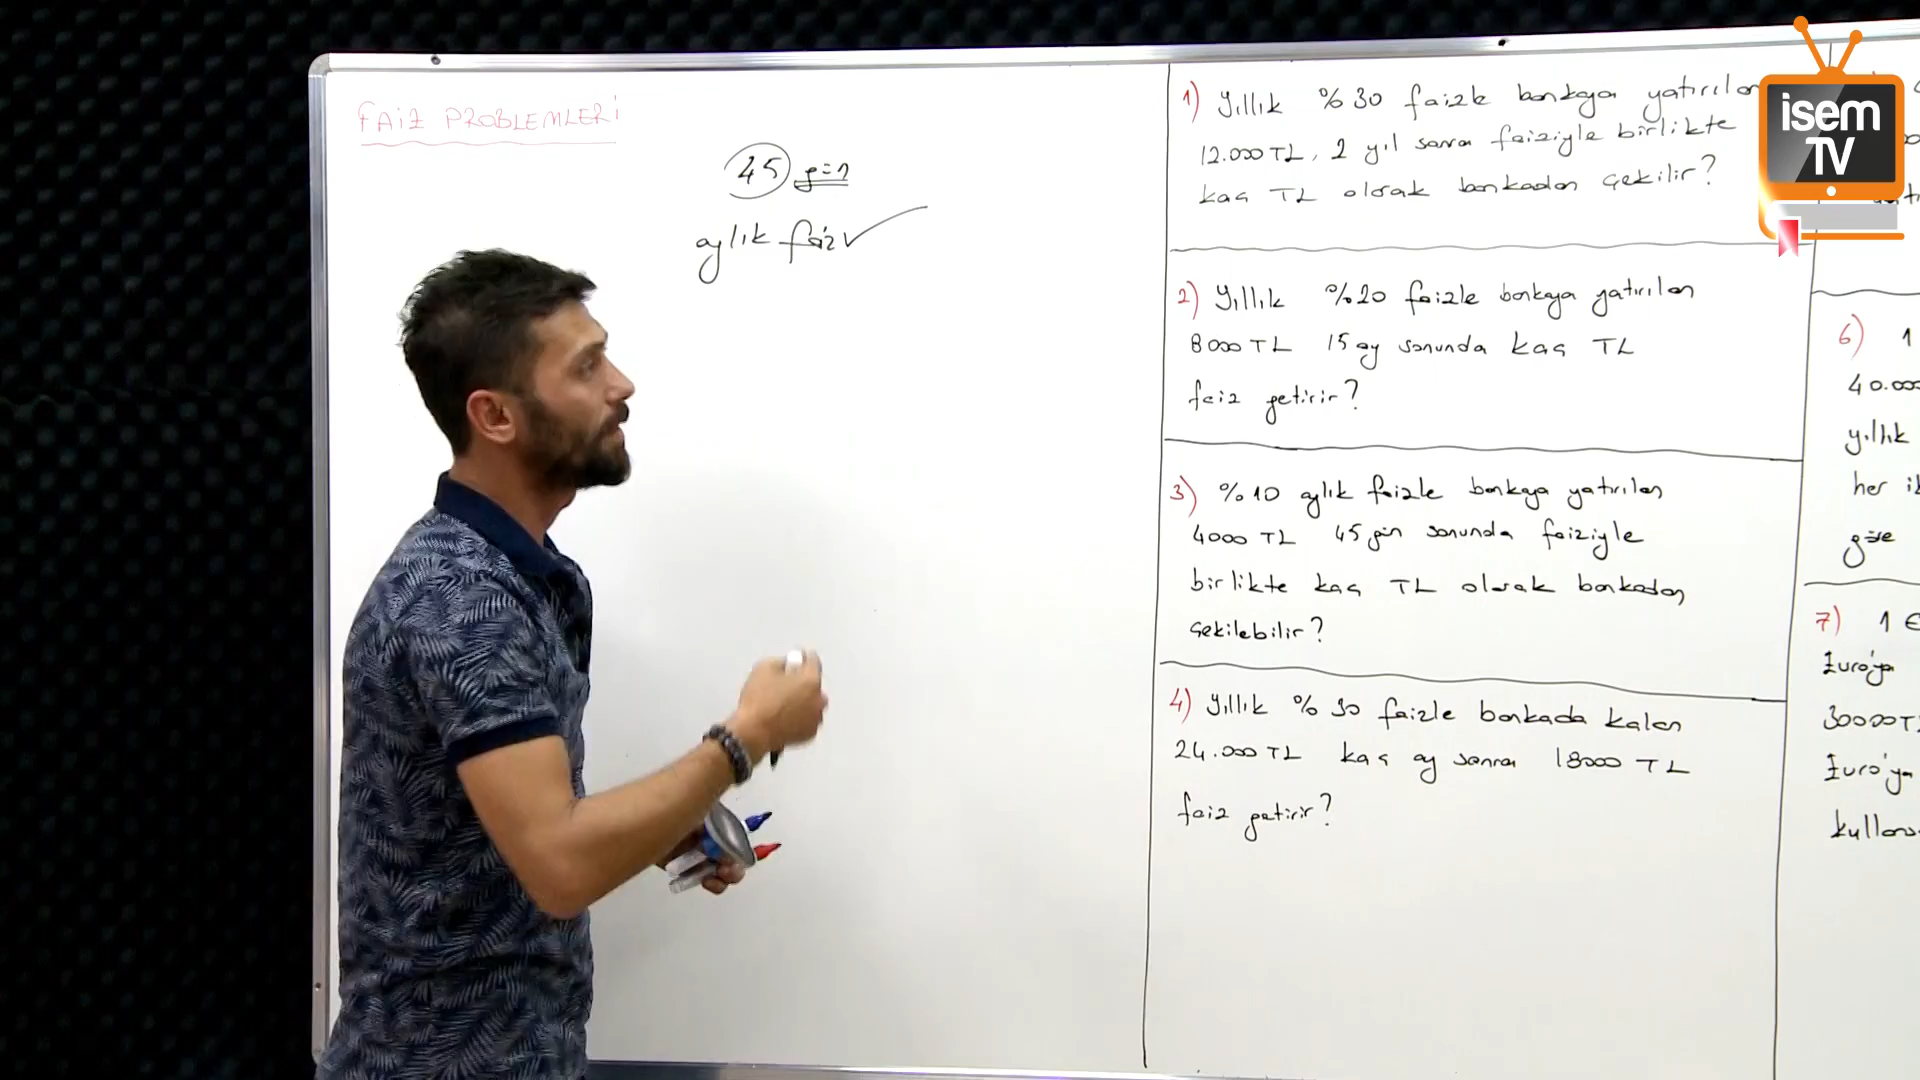 FAİZ PROBLEMLERİ
45 gün
aylık faiz
1) Yıllık %30 faizle bankaya yatırılan
12.000 TL, 2 yıl sonra faiziyle birlikte
kaç TL olarak bankadan çekilir?
2) Yıllık %20 faizle bankaya yatırılan
8000 TL 15 ay sonunda kaç TL
faiz getirir?
3) %10 aylık faizle bankaya yatırılan
4000 TL 45 gün sonunda faiziyle
birlikte kaç TL olarak bankadan
çekilebilir?
4) Yıllık %30 faizle bankada kalan
24.000 TL kaç ay sonra 18000 TL
faiz getirir?
6) 1
40.000
yıllık
her
göre
7) 1 €
Euro'ya
30000 T
Euro'ya
isem
TV